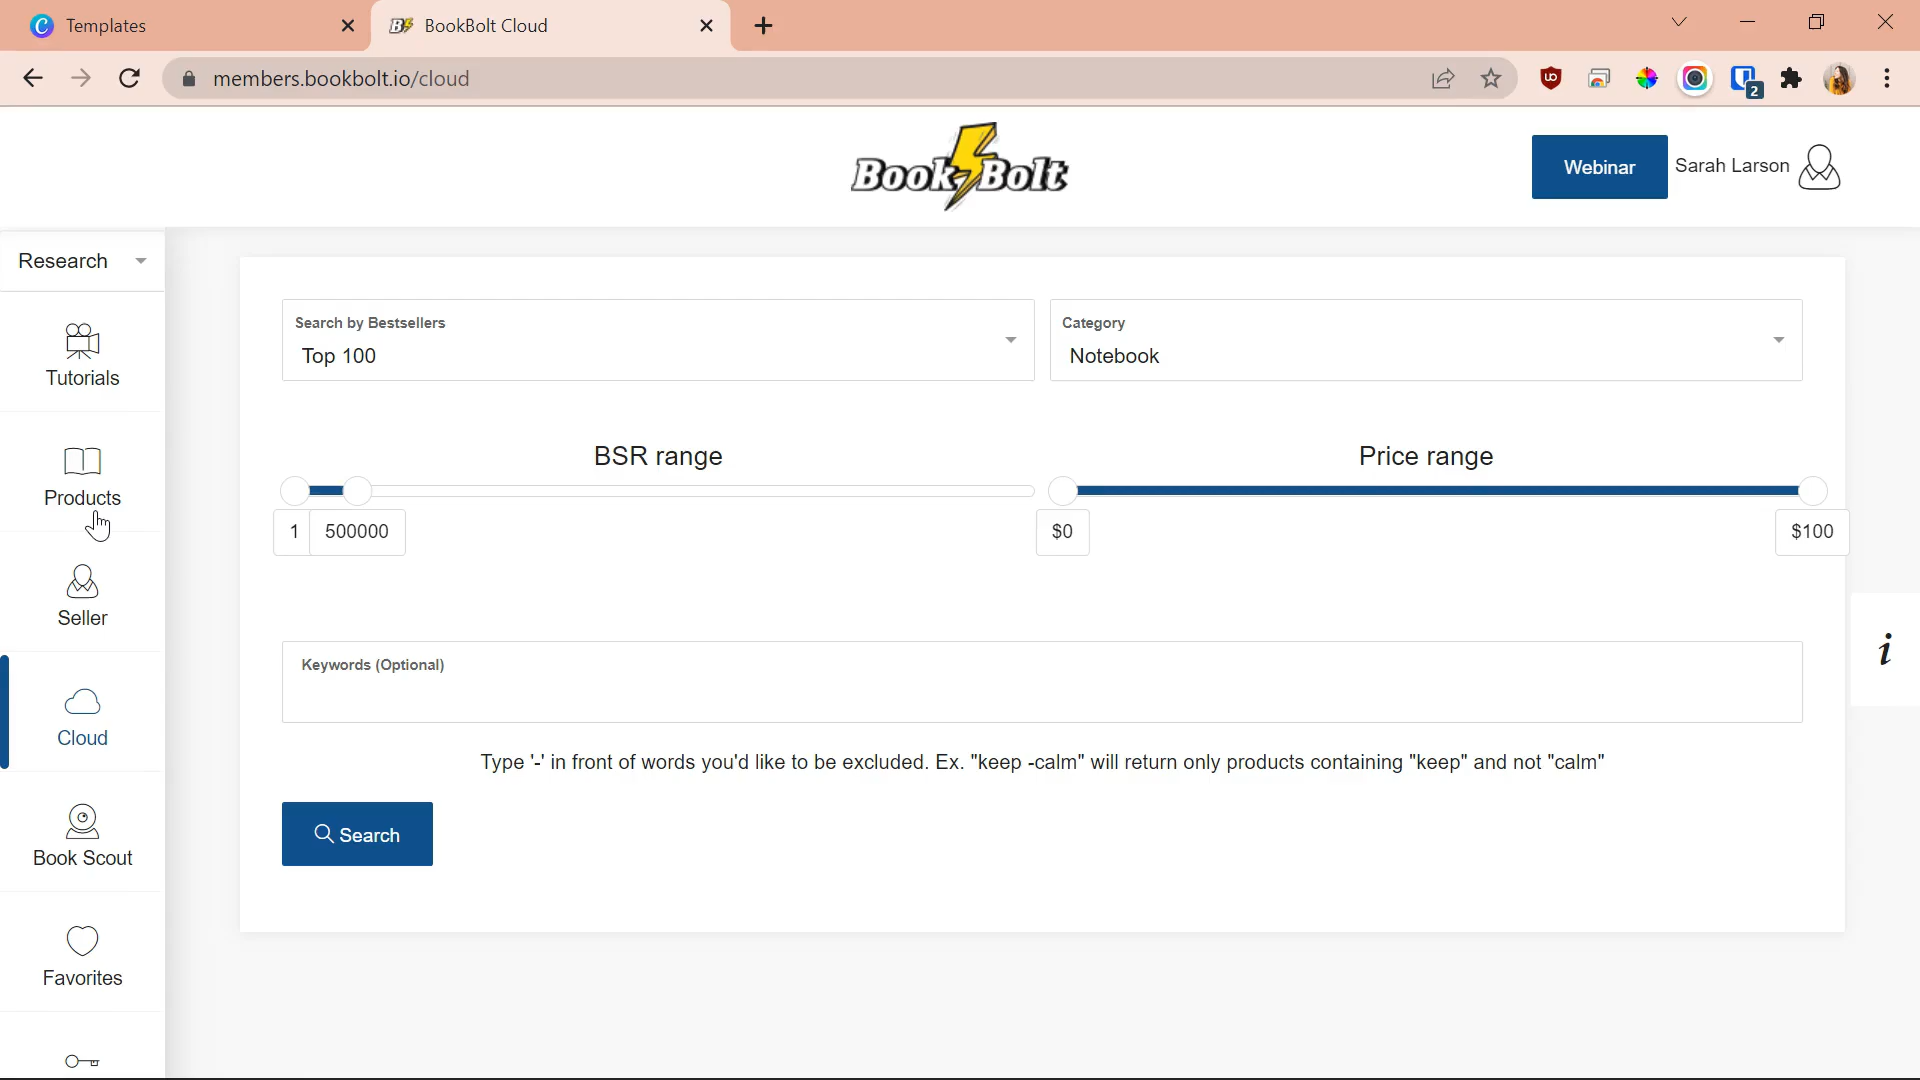 Templates
BookBolt Cloud
members.bookbolt.io/cloud
2
Book Bolt
Webinar
Sarah Larson
Research
Tutorials
Products
Seller
Cloud
Book Scout
Favorites
Search by Bestsellers
Top 100
Category
Notebook
BSR range
1
500000
Price range
$0
$100
Keywords (Optional)
Type '-' in front of words you'd like to be excluded. Ex. "keep -calm" will return only products containing "keep" and not "calm"
Search
i